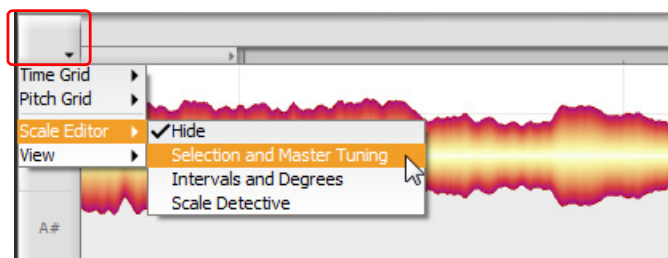 Time Grid
Pitch Grid
Scale Editor
View
Hide
Selection and Master Tuning
Intervals and Degrees
Scale Detective
A#